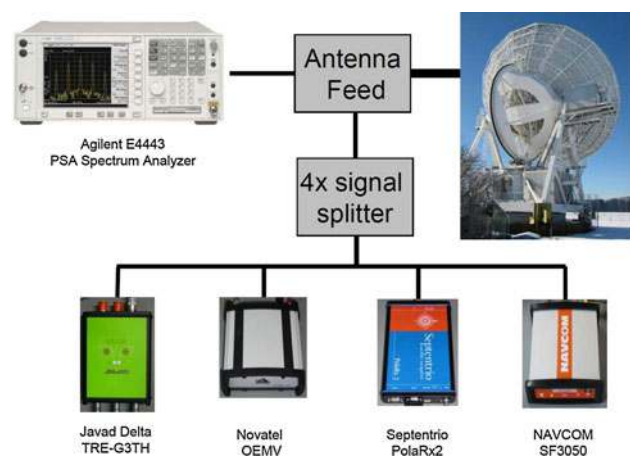 Antenna
Feed
Agilent E4443
PSA Spectrum Analyzer
4x signal
splitter
Septentrio
PolaRx2
NAVCOM
Javad Delta
TRE-G3TH
Novatel
OEMV
Septentrio
PolaRx2
NAVCOM
SF3050